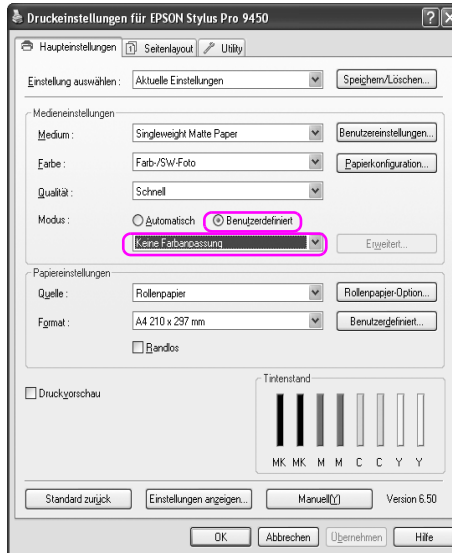 Druckeinstellungen für EPSON Stylus Pro 9450
Haupteinstellungen Seitenlayout Utility
Einstellung auswählen : Aktuelle Einstellungen Speichern/Löschen...
Medieneinstellungen
Medium : Singleweight Matte Paper Benutzereinstellungen...
Farbe : Farb-/SW-Foto Papierkonfiguration...
Qualität : Schnell
Modus : Automatisch Benutzerdefiniert
Keine Farbanpassung Erweitert...
Papiereinstellungen
Quelle : Rollenpapier Rollenpapier-Option...
Format : A4 210 x 297 mm Benutzerdefiniert...
Randlos
Druckvorschau
Tintenstand
MK MK M M C C Y Y
Standard zurück Einstellungen anzeigen... Manuell(Y) Version 6.50
OK Abbrechen Übernehmen Hilfe